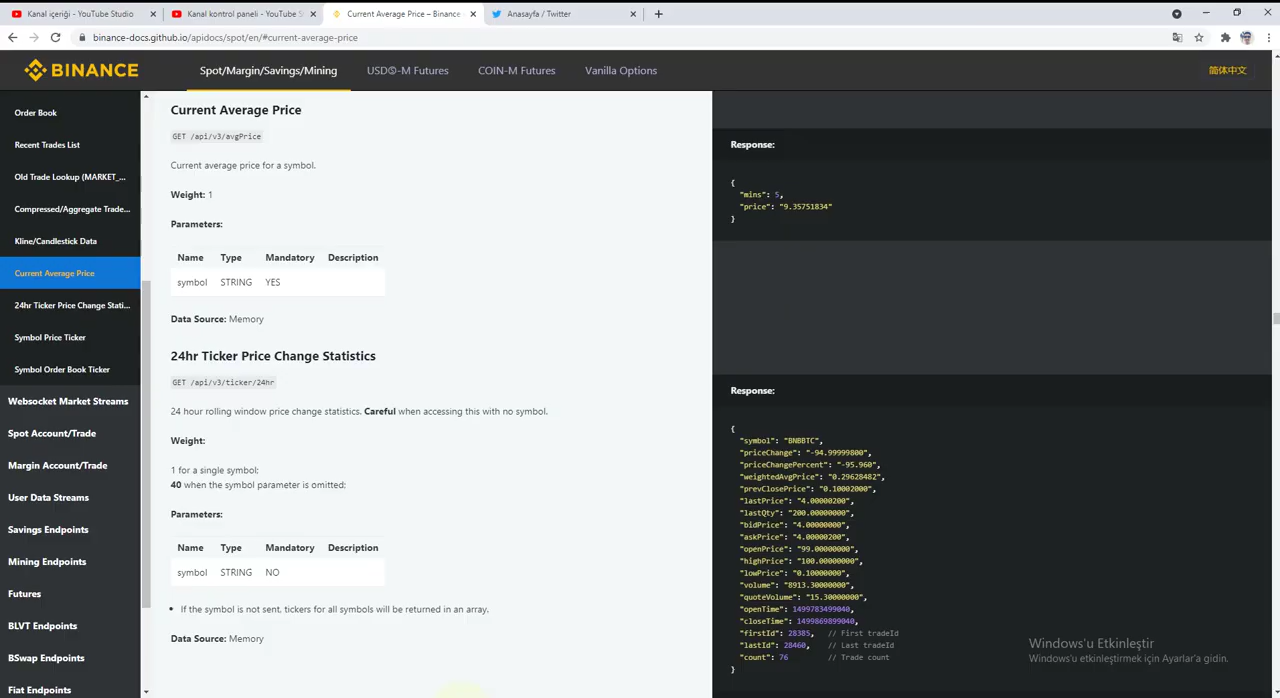 Kanal içeriği - YouTube Studio
Kanal kontrol paneli - YouTube S
Current Average Price – Binance
Anasayfa / Twitter
binance-docs.github.io/apidocs/spot/en/#current-average-price
BINANCE
Spot/Margin/Savings/Mining
USDⓈ-M Futures
COIN-M Futures
Vanilla Options
简体中文
Order Book
Recent Trades List
Old Trade Lookup (MARKET_...
Compressed/Aggregate Trade...
Kline/Candlestick Data
Current Average Price
24hr Ticker Price Change Stati...
Symbol Price Ticker
Symbol Order Book Ticker
Websocket Market Streams
Spot Account/Trade
Margin Account/Trade
User Data Streams
Savings Endpoints
Mining Endpoints
Futures
BLVT Endpoints
BSwap Endpoints
Fiat Endpoints
Current Average Price
GET /api/v3/avgPrice
Current average price for a symbol.
Weight: 1
Parameters:
Name Type Mandatory Description
symbol STRING YES
Data Source: Memory
24hr Ticker Price Change Statistics
GET /api/v3/ticker/24hr
24 hour rolling window price change statistics. Careful when accessing this with no symbol.
Weight:
1 for a single symbol;
40 when the symbol parameter is omitted;
Parameters:
Name Type Mandatory Description
symbol STRING NO
If the symbol is not sent, tickers for all symbols will be returned in an array.
Data Source: Memory
Response:
{
"mins": 5,
"price": "9.35751834"
}
Response:
{
"symbol": "BNBBTC",
"priceChange": "-94.99999800",
"priceChangePercent": "-95.960",
"weightedAvgPrice": "0.29628482",
"prevClosePrice": "0.10002000",
"lastPrice": "4.00000200",
"lastQty": "200.00000000",
"bidPrice": "4.00000000",
"askPrice": "4.00000200",
"openPrice": "99.00000000",
"highPrice": "100.00000000",
"lowPrice": "0.10000000",
"volume": "8913.30000000",
"quoteVolume": "15.30000000",
"openTime": 1499783499040,
"closeTime": 1499869899040,
"firstId": 28385, // First tradeId
"lastId": 28460, // Last tradeId
"count": 76 // Trade count
}
Windows'u Etkinleştir
Windows'u etkinleştirmek için Ayarlar'a gidin.